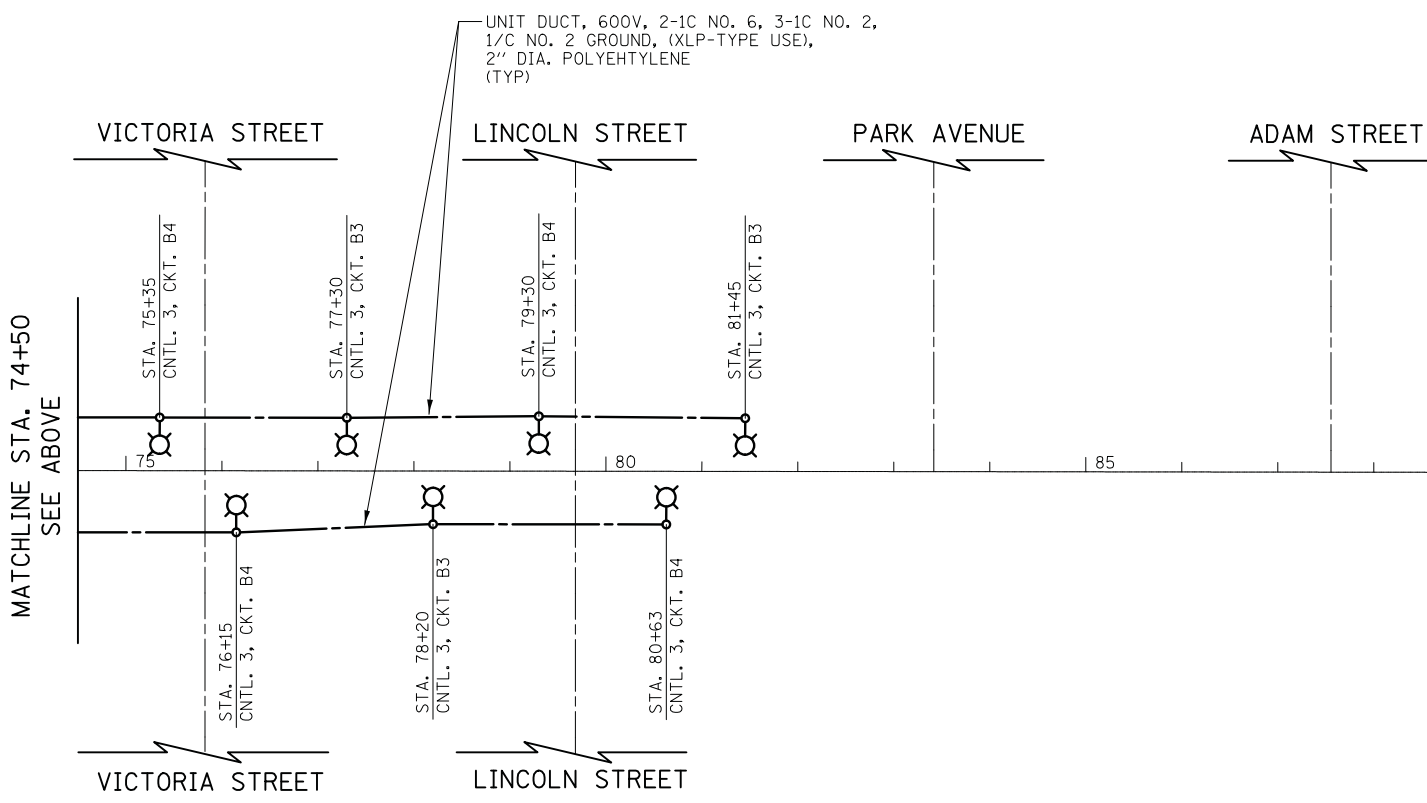 UNIT DUCT, 600V, 2-1C NO. 6, 3-1C NO. 2,
1/C NO. 2 GROUND, (XLP-TYPE USE),
2" DIA. POLYEHTYLENE
(TYP)
VICTORIA STREET
LINCOLN STREET
PARK AVENUE
ADAM STREET
STA. 75+35
CNTL. 3, CKT. B4
STA. 77+30
CNTL. 3, CKT. B3
STA. 79+30
CNTL. 3, CKT. B4
STA. 81+45
CNTL. 3, CKT. B3
MATCHLINE STA. 74+50
SEE ABOVE
75
80
85
STA. 76+15
CNTL. 3, CKT. B4
STA. 78+20
CNTL. 3, CKT. B3
STA. 80+63
CNTL. 3, CKT. B4
VICTORIA STREET
LINCOLN STREET